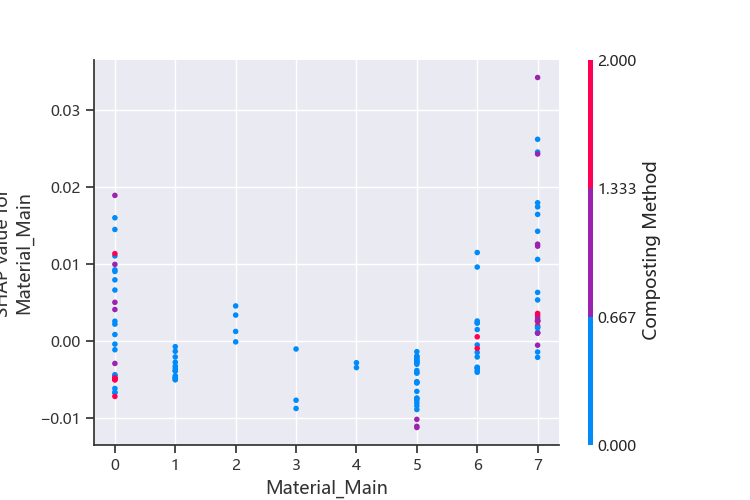 0.03
0.02
0.01
0.00
−0.01
SHAP value for
Material_Main
0 1 2 3 4 5 6 7
Material_Main
2.000
1.333
0.667
0.000
Composting Method